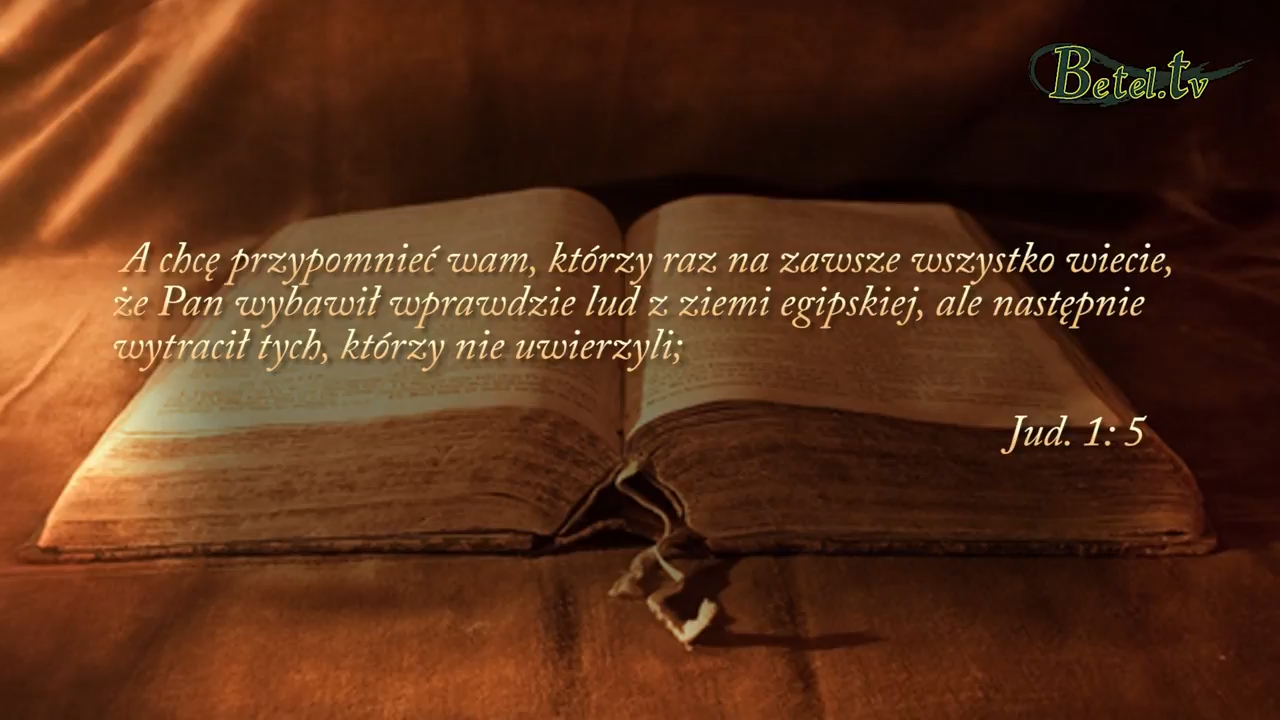 Betel.tv
A chcę przypomnieć wam, którzy raz na zawsze wszystko wiecie,
że Pan wybawił wprawdzie lud z ziemi egipskiej, ale następnie
wytracił tych, którzy nie uwierzyli;
Jud. 1: 5